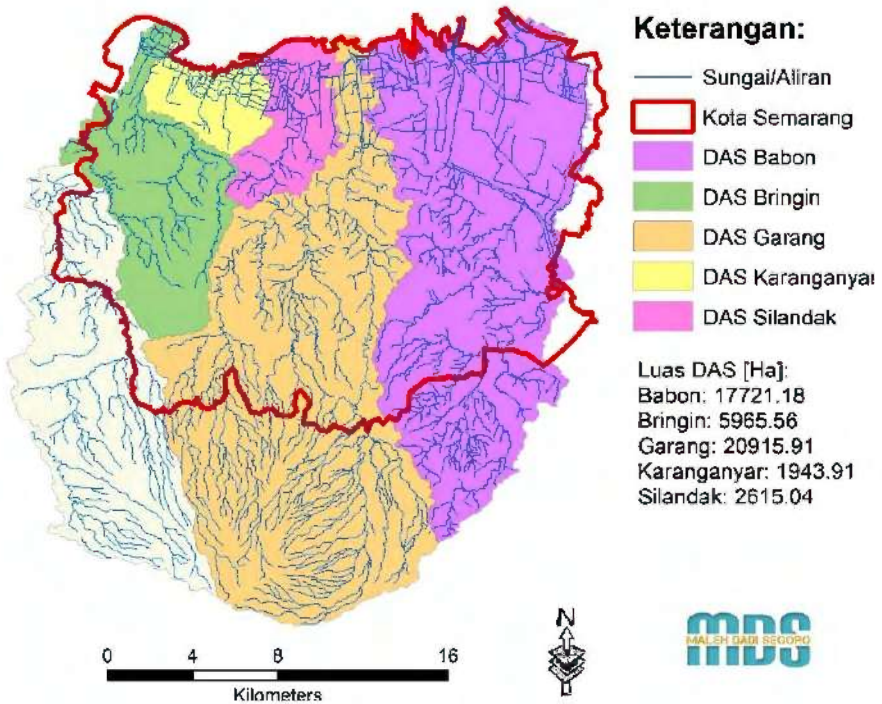 Keterangan:
Sungai/Aliran
Kota Semarang
DAS Babon
DAS Bringin
DAS Garang
DAS Karanganyar
DAS Silandak
Luas DAS [Ha]:
Babon: 17721.18
Bringin: 5965.56
Garang: 20915.91
Karanganyar: 1943.91
Silandak: 2615.04
0 4 8 16
Kilometers
N
MDS
MALEH DADI SEGORO